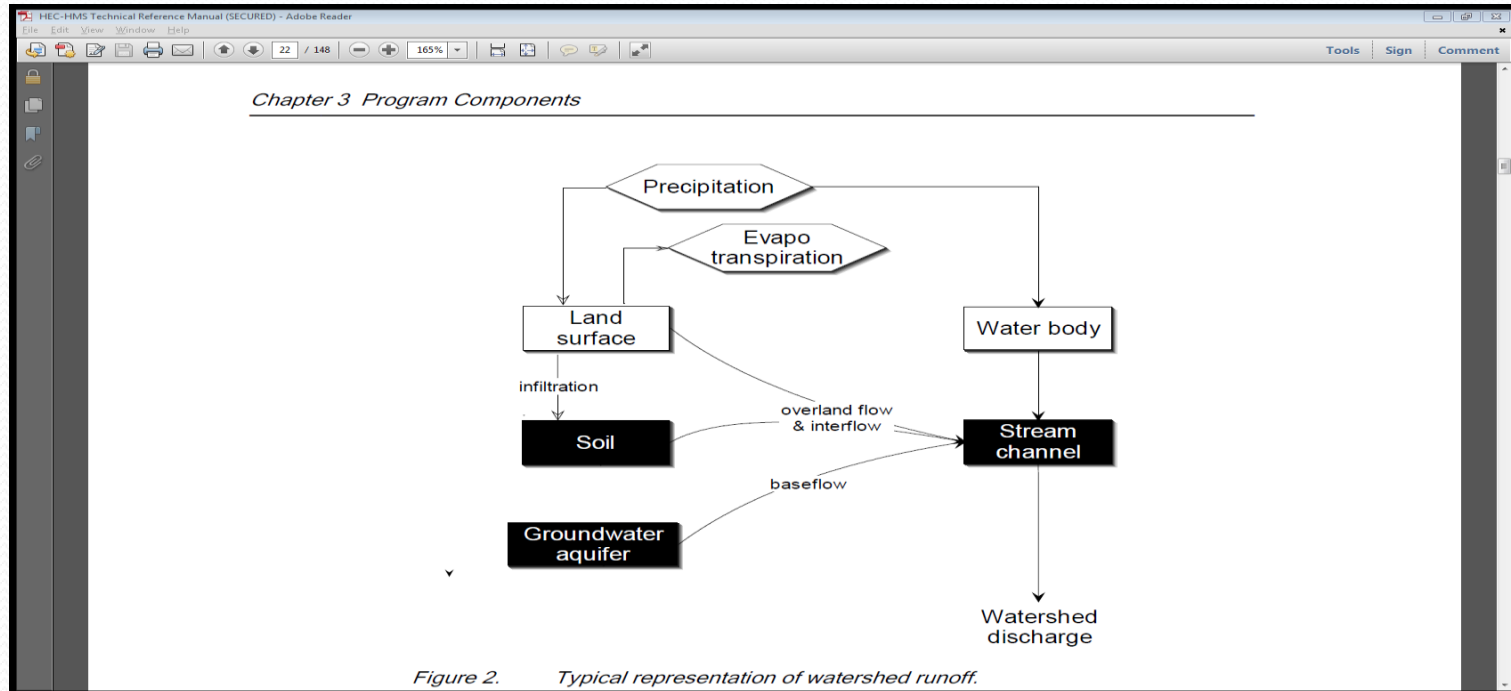 HEC-HMS Technical Reference Manual (SECURED) - Adobe Reader
File Edit View Window Help
22 / 148
165%
Tools Sign Comment
Chapter 3 Program Components
Precipitation
Evapo
transpiration
Land
surface
Water body
infiltration
overland flow
& interflow
Soil
Stream
channel
baseflow
Groundwater
aquifer
Watershed
discharge
Figure 2. Typical representation of watershed runoff.